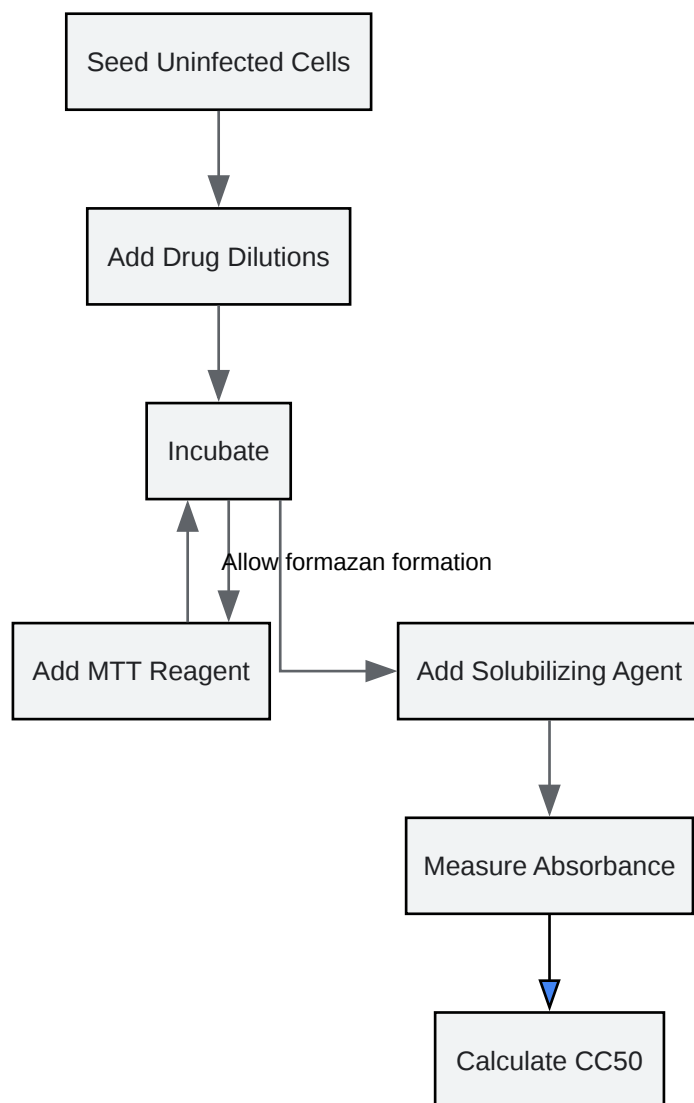 Seed Uninfected Cells
Add Drug Dilutions
Incubate
Allow formazan formation
Add MTT Reagent
Add Solubilizing Agent
Measure Absorbance
Calculate CC50